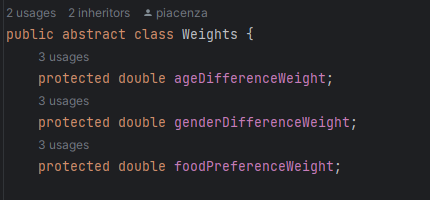 2 usages 2 inheritors piacenza
public abstract class Weights {
3 usages
protected double ageDifferenceWeight;
3 usages
protected double genderDifferenceWeight;
3 usages
protected double foodPreferenceWeight;